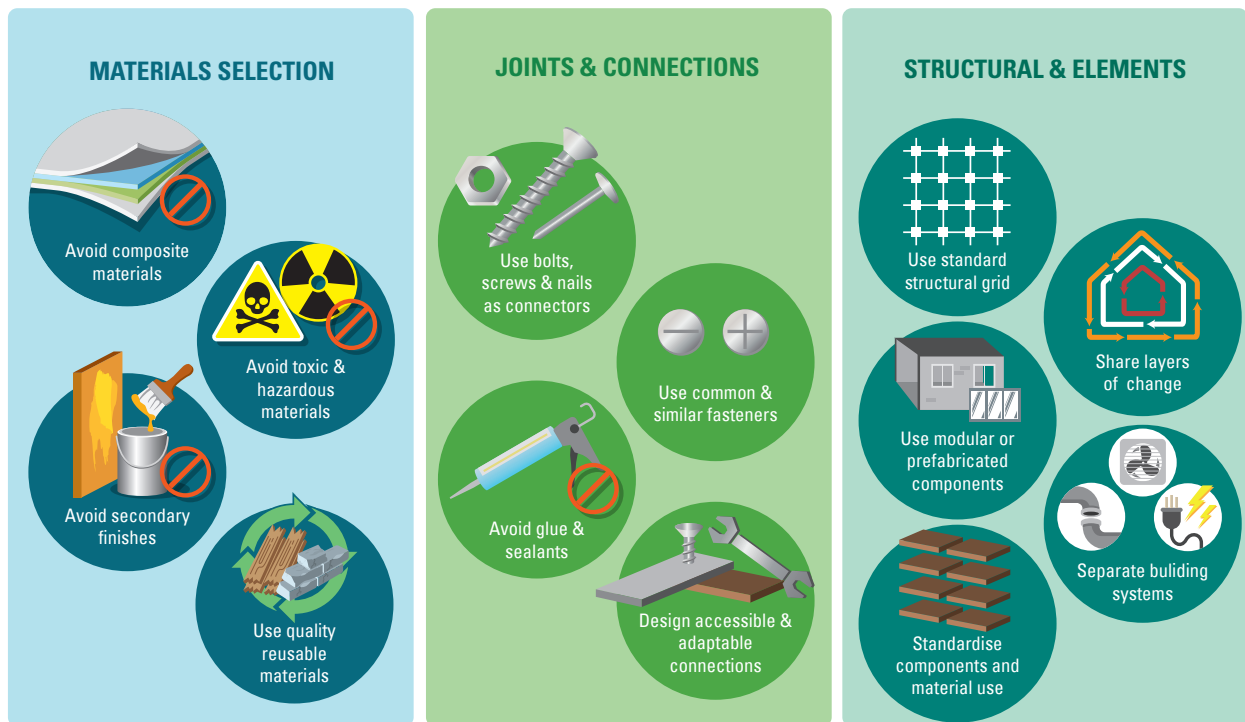 MATERIALS SELECTION
Avoid composite
materials
Avoid toxic &
hazardous
materials
Avoid secondary
finishes
Use quality
reusable
materials
JOINTS & CONNECTIONS
Use bolts,
screws & nails
as connectors
Use common &
similar fasteners
Avoid glue &
sealants
Design accessible &
adaptable
connections
STRUCTURAL & ELEMENTS
Use standard
structural grid
Share layers
of change
Use modular or
prefabricated
components
Separate buliding
systems
Standardise
components and
material use